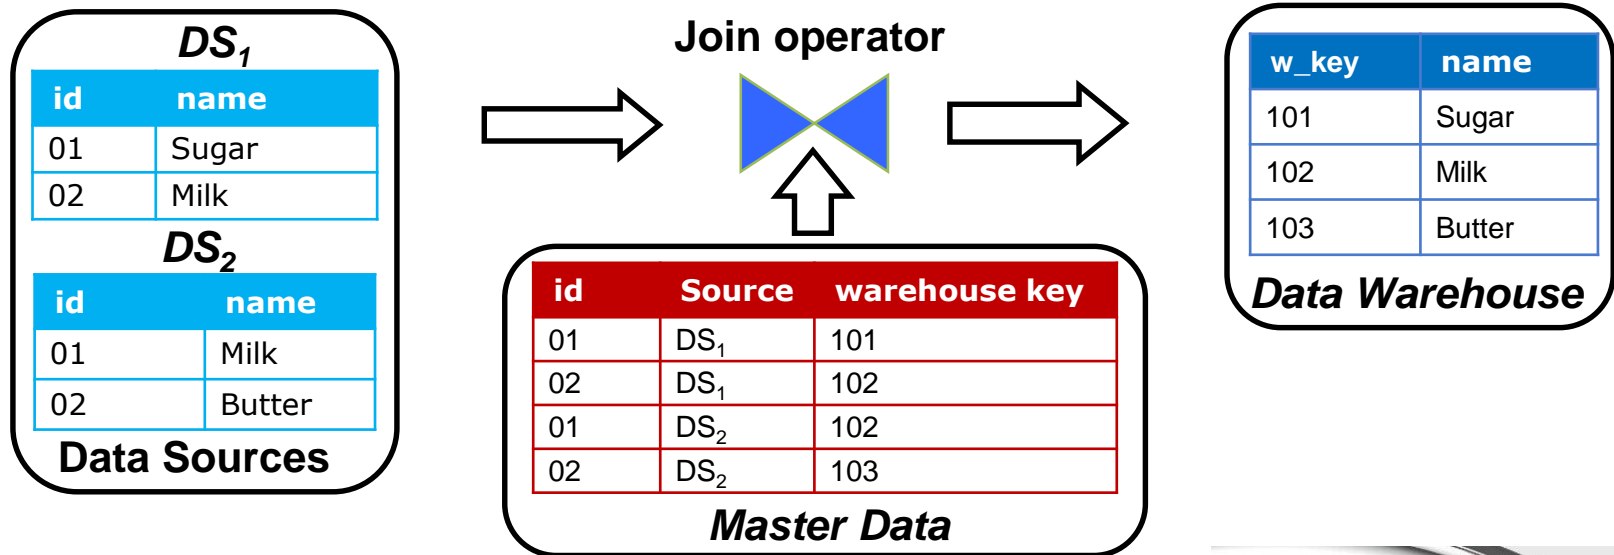 DS1
id name
01 Sugar
02 Milk
DS2
id name
01 Milk
02 Butter
Data Sources
Join operator
id Source warehouse key
01 DS1 101
02 DS1 102
01 DS2 102
02 DS2 103
Master Data
w_key name
101 Sugar
102 Milk
103 Butter
Data Warehouse